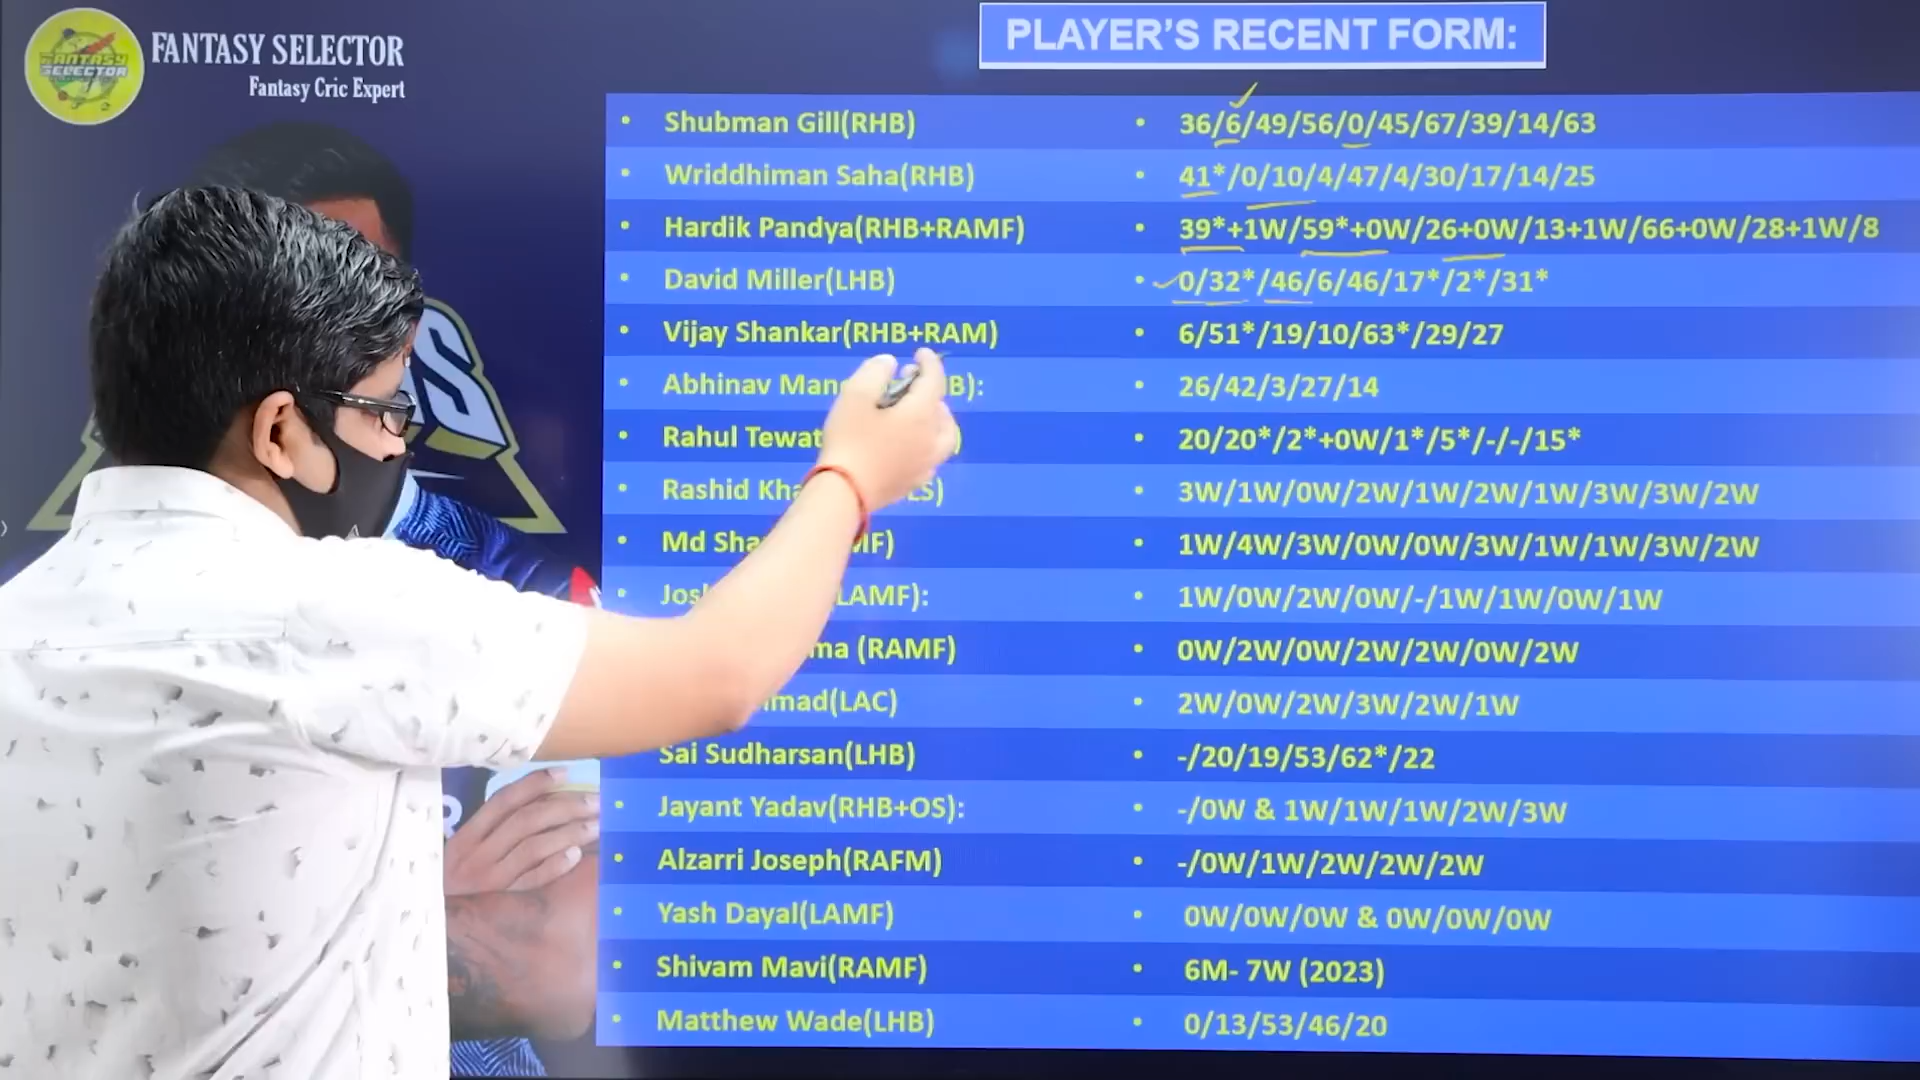 FANTASY SELECTOR
Fantasy Cric Expert
FANTASY
SELECTOR
PLAYER'S RECENT FORM:
• Shubman Gill(RHB) • 36/6/49/56/0/45/67/39/14/63
• Wriddhiman Saha(RHB) • 41*/0/10/4/47/4/30/17/14/25
• Hardik Pandya(RHB+RAMF) • 39*+1W/59*+0W/26+0W/13+1W/66+0W/28+1W/8
• David Miller(LHB) • 0/32*/46/6/46/17*/2*/31*
• Vijay Shankar(RHB+RAM) • 6/51*/19/10/63*/29/27
• Abhinav B): • 26/42/3/27/14
• Rahul • 20/20*/2*+0W/1*/5*/-/-/15*
• Rashid LS) • 3W/1W/0W/2W/1W/2W/1W/3W/3W/2W
• Md MF) • 1W/4W/3W/0W/0W/3W/1W/1W/3W/2W
• LAMF): • 1W/0W/2W/0W/-/1W/1W/0W/1W
(RAMF) • 0W/2W/0W/2W/2W/0W/2W
(LAC) • 2W/0W/2W/3W/2W/1W
Sai Sudharsan(LHB) • -/20/19/53/62*/22
• Jayant Yadav(RHB+OS): • -/0W & 1W/1W/1W/2W/3W
• Alzarri Joseph(RAFM) • -/0W/1W/2W/2W/2W
• Yash Dayal(LAMF) • 0W/0W/0W & 0W/0W/0W
• Shivam Mavi(RAMF) • 6M- 7W (2023)
• Matthew Wade(LHB) • 0/13/53/46/20